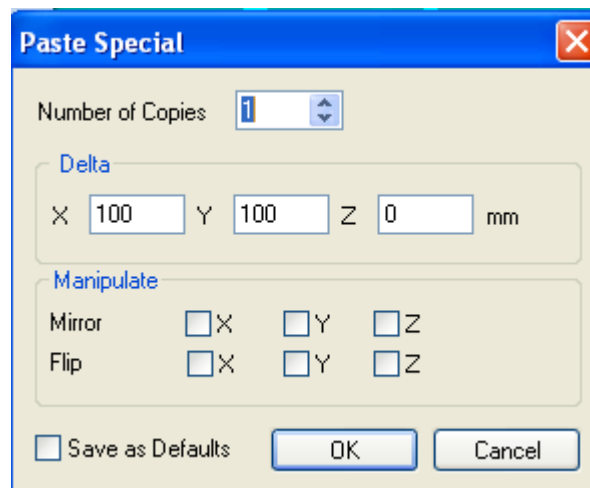 Paste Special
Number of Copies 1
Delta
X 100 Y 100 Z 0 mm
Manipulate
Mirror X Y Z
Flip X Y Z
Save as Defaults OK Cancel